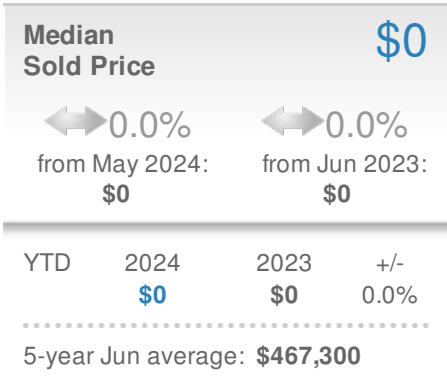 Median $0
Sold Price
0.0% 0.0%
from May 2024: from Jun 2023:
$0 $0
YTD 2024 2023 +/-
$0 $0 0.0%
5-year Jun average: $467,300